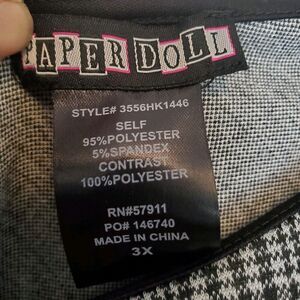 PAPER DOLL
STYLE# 3556HK1446
SELF
95%POLYESTER
5%SPANDEX
CONTRAST
100%POLYESTER
RN#57911
PO# 146740
MADE IN CHINA
3X